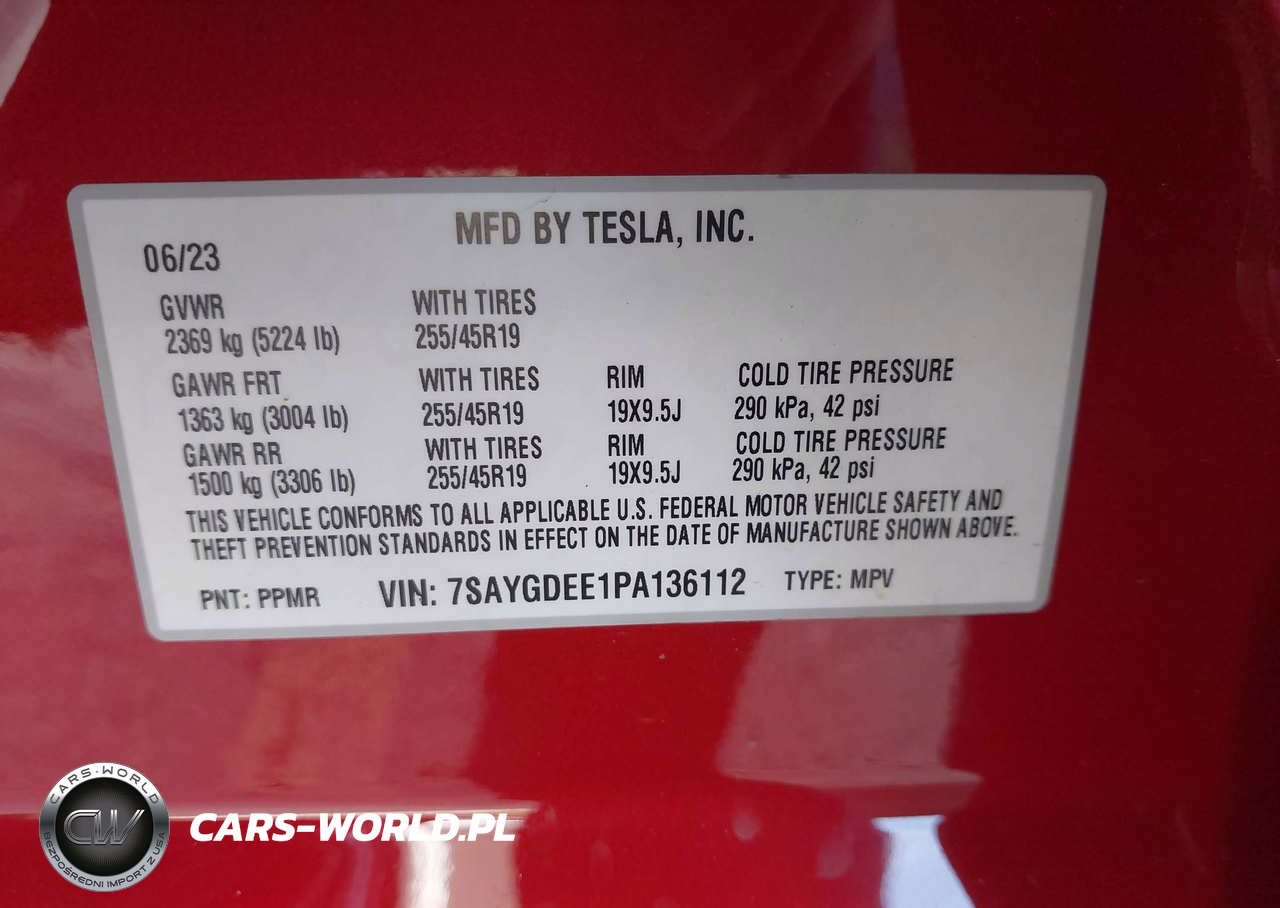 MFD BY TESLA, INC.
06/23
GVWR WITH TIRES
2369 kg (5224 lb) 255/45R19
GAWR FRT WITH TIRES RIM COLD TIRE PRESSURE
1363 kg (3004 lb) 255/45R19 19X9.5J 290 kPa, 42 psi
GAWR RR WITH TIRES RIM COLD TIRE PRESSURE
1500 kg (3306 lb) 255/45R19 19X9.5J 290 kPa, 42 psi
THIS VEHICLE CONFORMS TO ALL APPLICABLE U.S. FEDERAL MOTOR VEHICLE SAFETY AND
THEFT PREVENTION STANDARDS IN EFFECT ON THE DATE OF MANUFACTURE SHOWN ABOVE.
PNT: PPMR VIN: 7SAYGDEE1PA136112 TYPE: MPV
CARS-WORLD
CW
BEZPOŚREDNI IMPORT Z USA
CARS-WORLD.PL